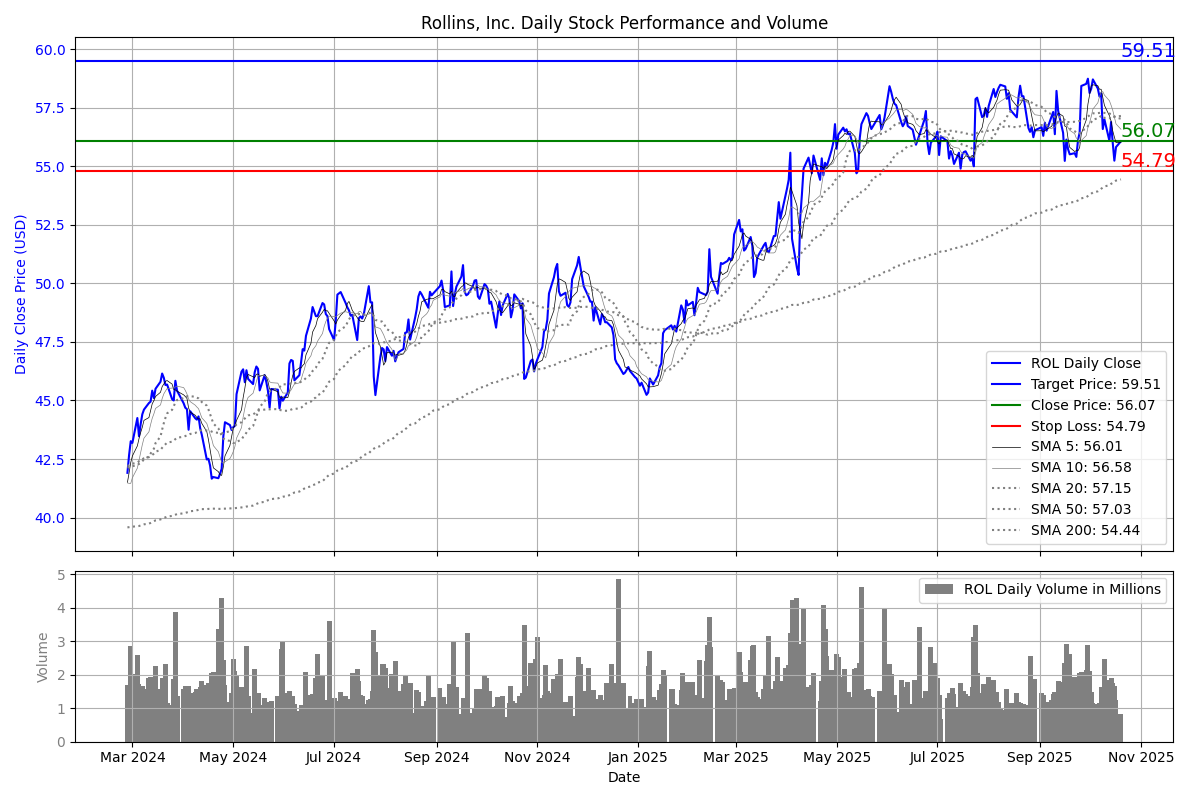 Rollins, Inc. Daily Stock Performance and Volume
60.0
57.5
55.0
52.5
50.0
47.5
45.0
42.5
40.0
Daily Close Price (USD)
59.51
56.07
54.79
ROL Daily Close
Target Price: 59.51
Close Price: 56.07
Stop Loss: 54.79
SMA 5: 56.01
SMA 10: 56.58
SMA 20: 57.15
SMA 50: 57.03
SMA 200: 54.44
5
4
3
2
1
0
Volume
ROL Daily Volume in Millions
Mar 2024 May 2024 Jul 2024 Sep 2024 Nov 2024 Jan 2025 Mar 2025 May 2025 Jul 2025 Sep 2025 Nov 2025
Date